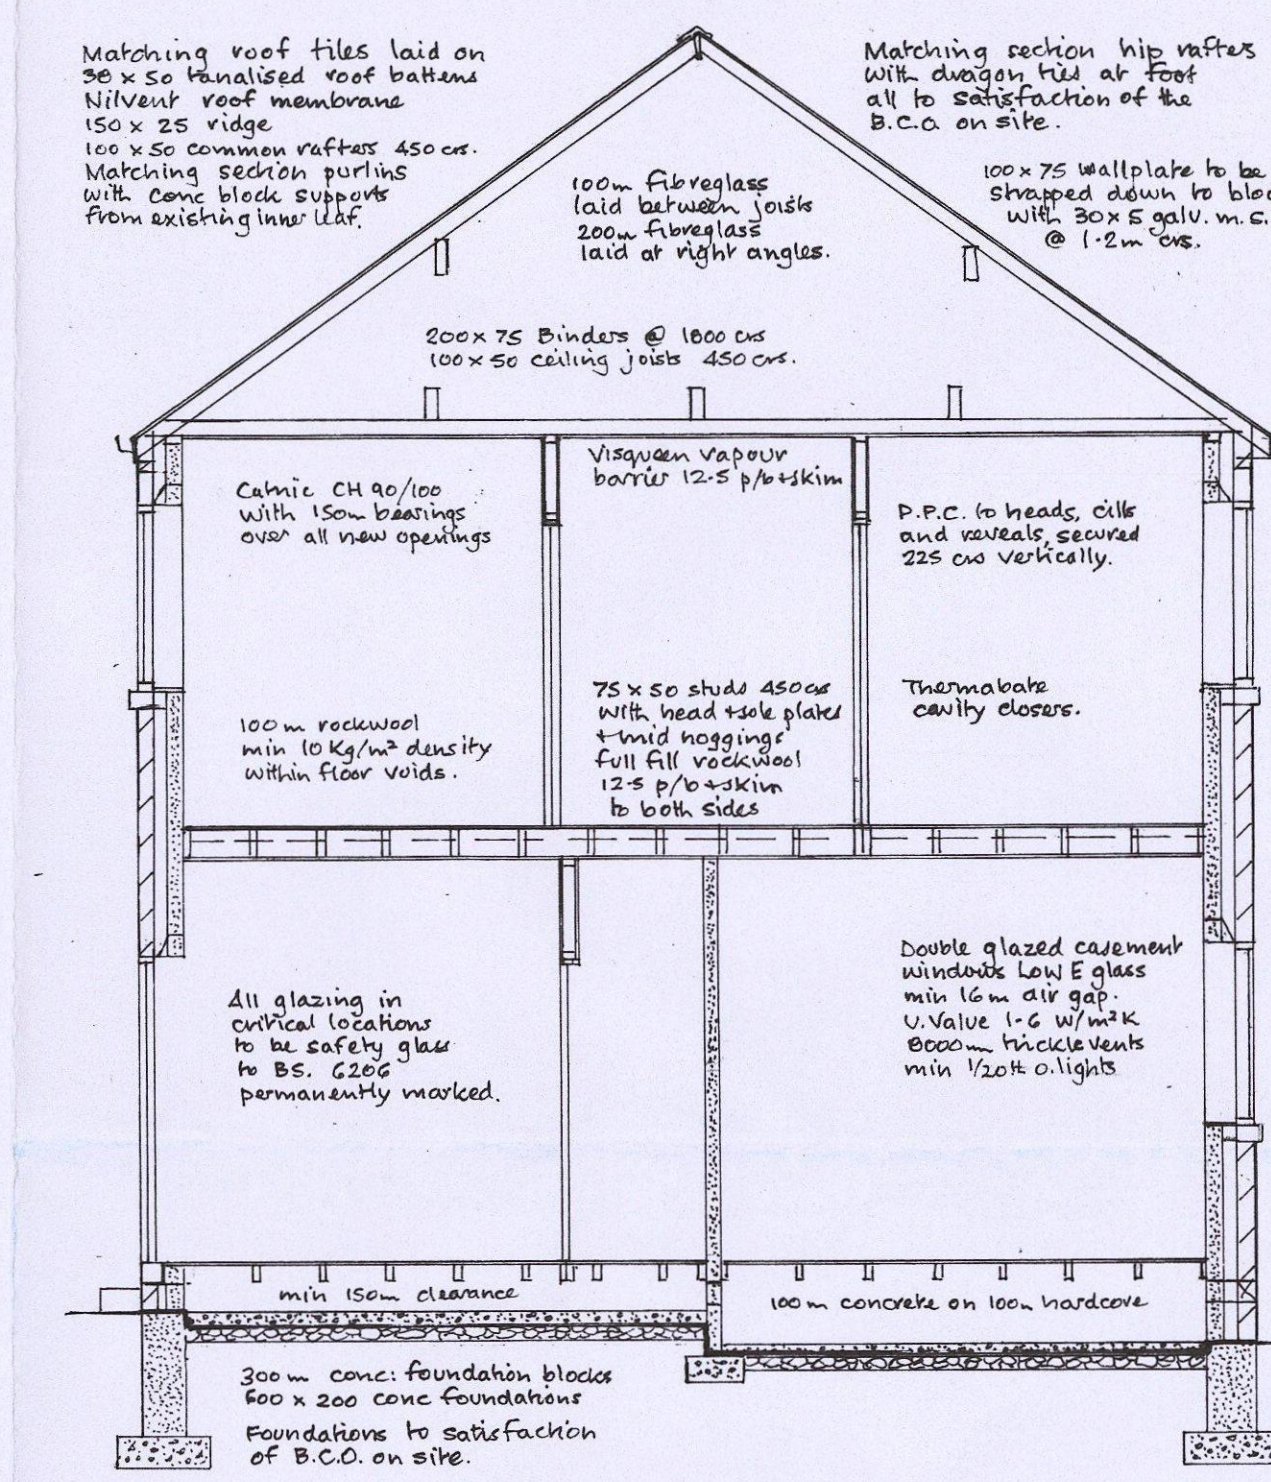 Matching roof tiles laid on
38 x 50 tanalised roof battens
Nilvent roof membrane
150 x 25 ridge
100 x 50 common rafters 450 crs.
Matching section purlins
with conc block supports
from existing inner leaf.
Matching section hip rafters
with dragon ties at foot
all to satisfaction of the
B.C.O. on site.
100 x 75 wallplate to be
strapped down to bloc
with 30 x 5 galv. m.s.
@ 1.2m crs.
100m fibreglass
laid between joists
200m fibreglass
laid at right angles.
200 x 75 Binders @ 1800 crs
100 x 50 ceiling joists 450 crs.
Catnic CH 90/100
with 150m bearings
over all new openings
Visqueen vapour
barrier 12.5 p/b + skim
D.P.C. to heads, cills
and reveals, secured
225 crs vertically.
100m rockwool
min 10 Kg/m² density
within floor voids.
75 x 50 studs 450 crs
with head + sole plates
+ mid noggings
full fill rockwool
12.5 p/b + skim
to both sides
Thermabate
cavity closers.
All glazing in
critical locations
to be safety glass
to BS. 6206
permanently marked.
Double glazed casement
windows Low E glass
min 16m air gap.
U.Value 1.6 W/m²K
8000m trickle vents
min 1/20th o.lights
min 150m clearance
100m concrete on 100m hardcore
300m conc: foundation blocks
600 x 200 conc foundations
Foundations to satisfaction
of B.C.O. on site.